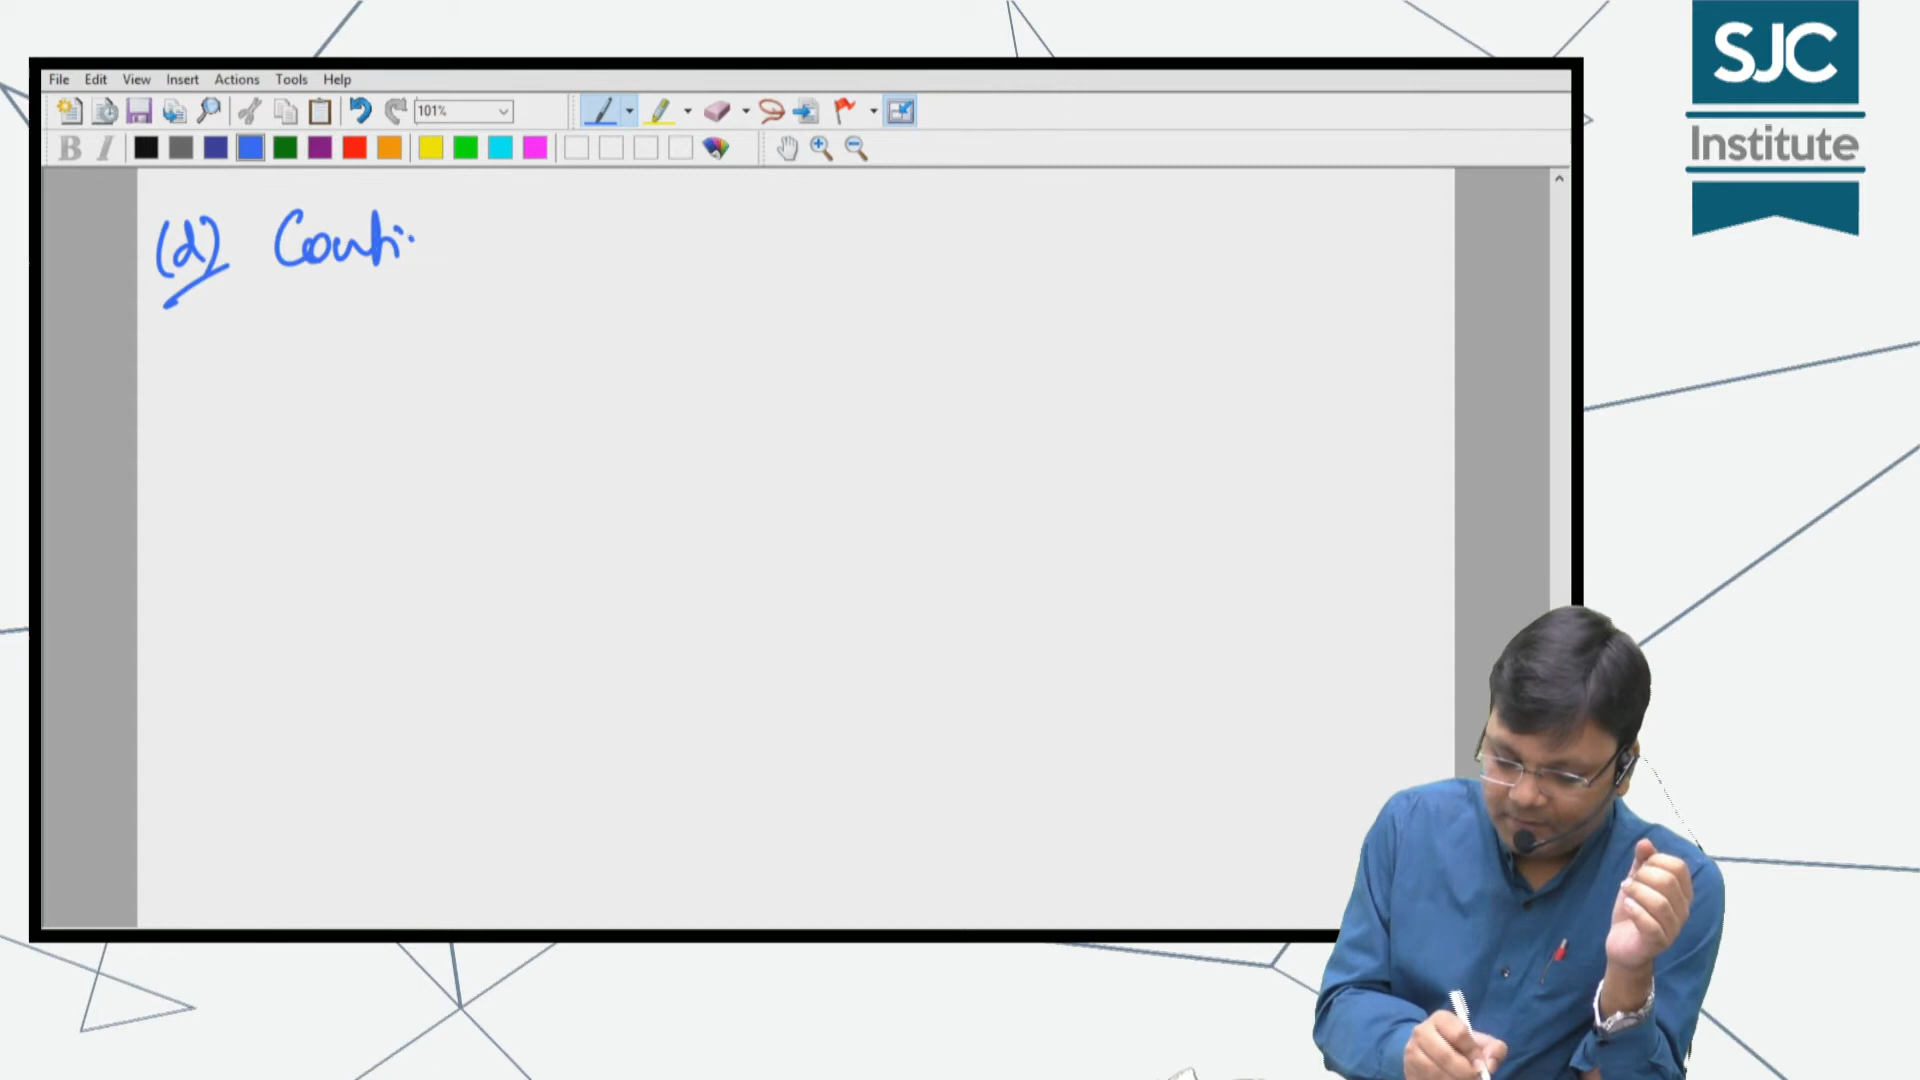 SJC
Institute
File Edit View Insert Actions Tools Help
101%
B I
(d) Conti